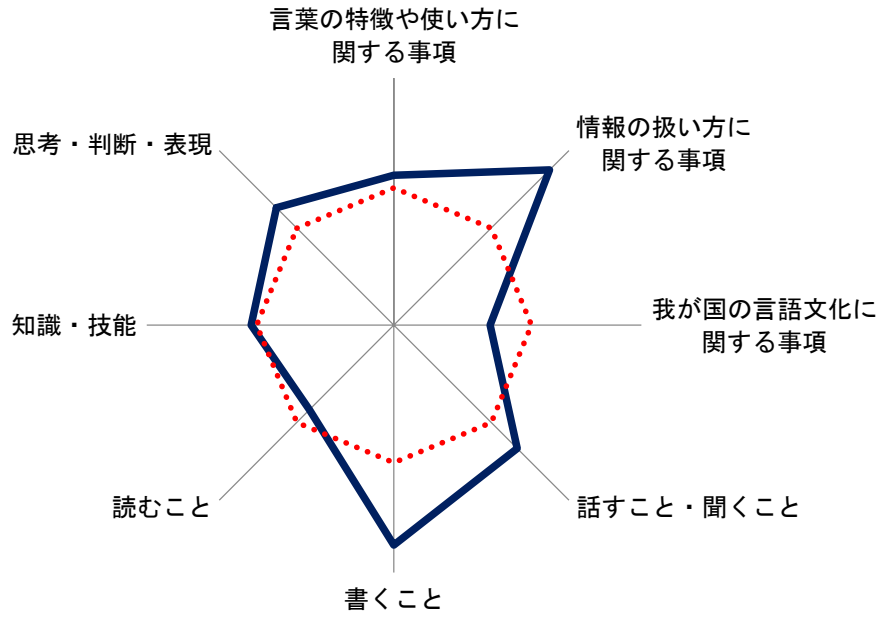 言葉の特徴や使い方に
関する事項
情報の扱い方に
関する事項
我が国の言語文化に
関する事項
話すこと・聞くこと
書くこと
読むこと
知識・技能
思考・判断・表現